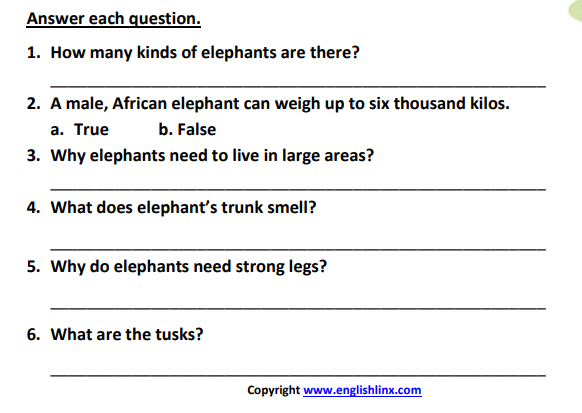 Answer each question.
1. How many kinds of elephants are there?
2. A male, African elephant can weigh up to six thousand kilos.
a. True b. False
3. Why elephants need to live in large areas?
4. What does elephant's trunk smell?
5. Why do elephants need strong legs?
6. What are the tusks?
Copyright www.englishlinx.com